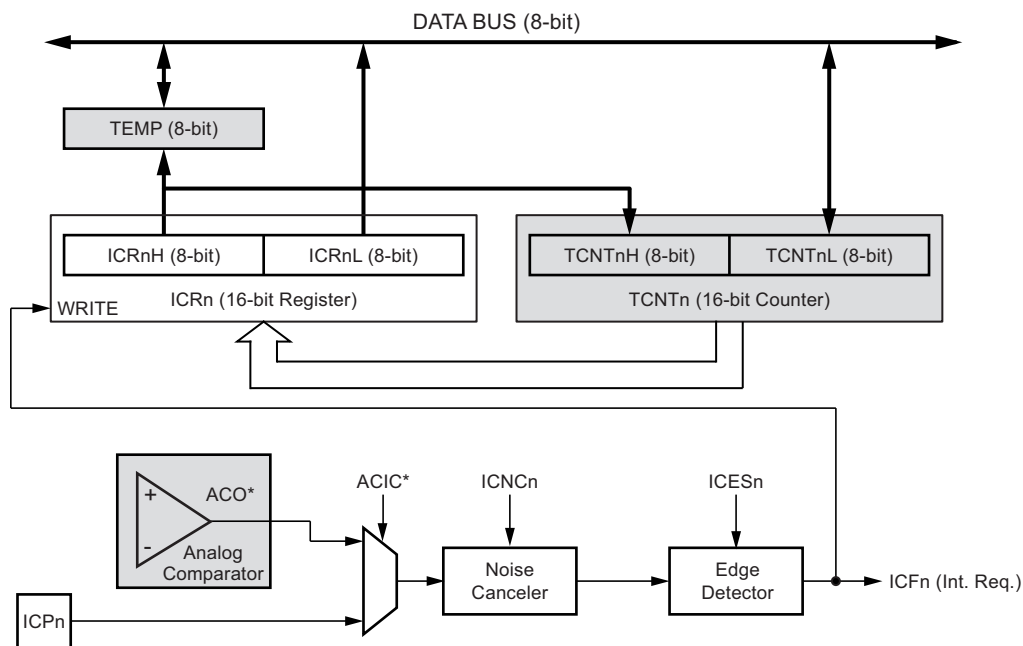 DATA BUS (8-bit)
TEMP (8-bit)
ICRnH (8-bit)
ICRnL (8-bit)
TCNTnH (8-bit)
TCNTnL (8-bit)
WRITE
ICRn (16-bit Register)
TCNTn (16-bit Counter)
+
-
ACO*
Analog
Comparator
ACIC*
ICNCn
ICESn
Noise
Canceler
Edge
Detector
ICFn (Int. Req.)
ICPn